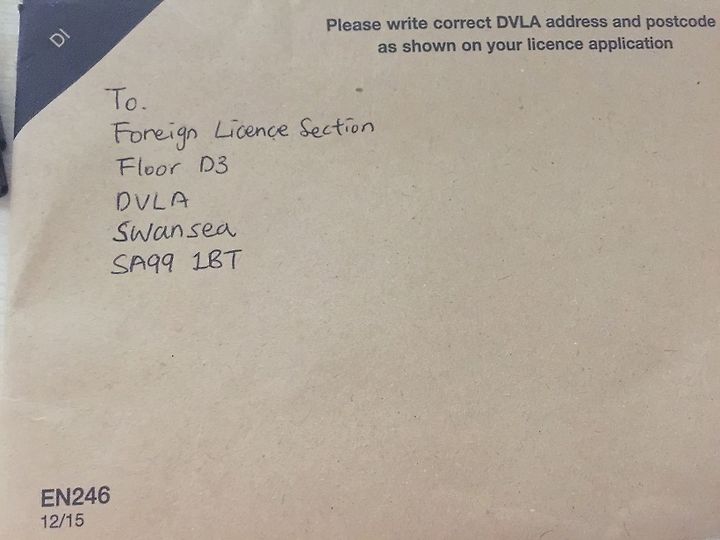 DI
Please write correct DVLA address and postcode
as shown on your licence application
To.
Foreign Licence Section
Floor D3
DVLA
Swansea
SA99 1BT
EN246
12/15